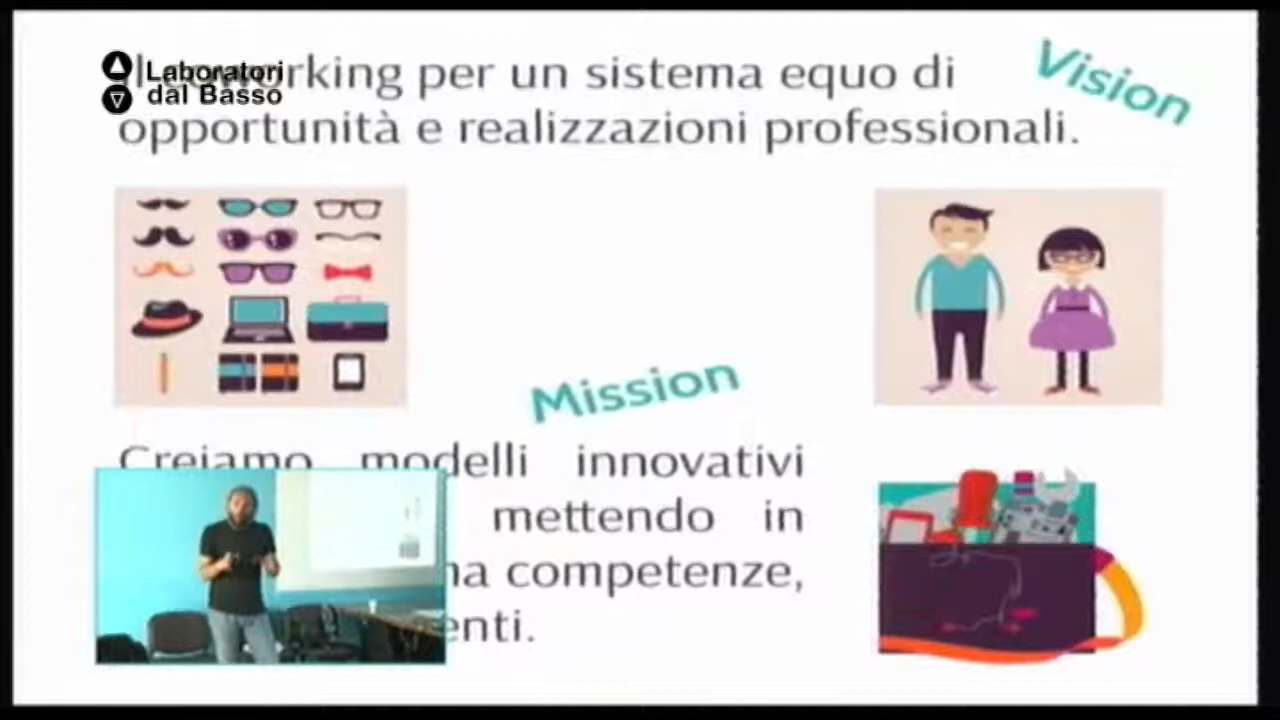 Laboratori
dal Basso
Vision
rking per un sistema equo di
opportunità e realizzazioni professionali.
Mission
Creiamo modelli innovativi
mettendo in
competenze,
enti.